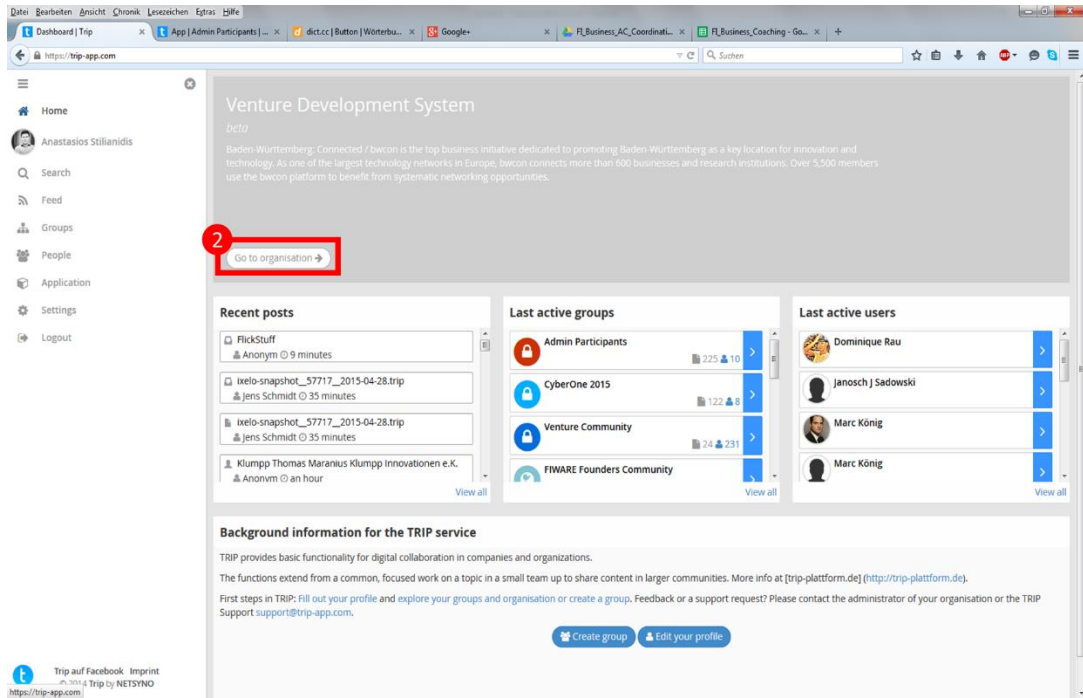 Datei Bearbeiten Ansicht Chronik Lesezeichen Extras Hilfe
Dashboard | Trip
App | Admin Participants | ...
dict.cc | Button | Wörterbu...
Google+
FI_Business_AC_Coordinati...
FI_Business_Coaching - Go...
https://trip-app.com
Suchen
Home
Anastasios Stilianidis
Search
Feed
Groups
People
Application
Settings
Logout
Venture Development System
beta
Baden-Württemberg: Connected / bwcon is the top business initiative dedicated to promoting Baden-Württemberg as a key location for innovation and
technology. As one of the largest technology networks in Europe, bwcon connects more than 600 businesses and research institutions. Over 5,500 members
use the bwcon platform to benefit from systematic networking opportunities.
2
Go to organisation
Recent posts
FlickStuff
Anonym 9 minutes
ixelo-snapshot__57717__2015-04-28.trip
Jens Schmidt 35 minutes
ixelo-snapshot__57717__2015-04-28.trip
Jens Schmidt 35 minutes
Klumpp Thomas Maranius Klumpp Innovationen e.K.
Anonym an hour
View all
Last active groups
Admin Participants
225 10
CyberOne 2015
122 8
Venture Community
24 231
FIWARE Founders Community
View all
Last active users
Dominique Rau
Janosch J Sadowski
Marc König
Marc König
View all
Background information for the TRIP service
TRIP provides basic functionality for digital collaboration in companies and organizations.
The functions extend from a common, focused work on a topic in a small team up to share content in larger communities. More info at [trip-plattform.de] (http://trip-plattform.de).
First steps in TRIP: Fill out your profile and explore your groups and organisation or create a group. Feedback or a support request? Please contact the administrator of your organisation or the TRIP
Support support@trip-app.com.
Create group
Edit your profile
Trip auf Facebook Imprint
© 2014 Trip by NETSYNO
https://trip-app.com